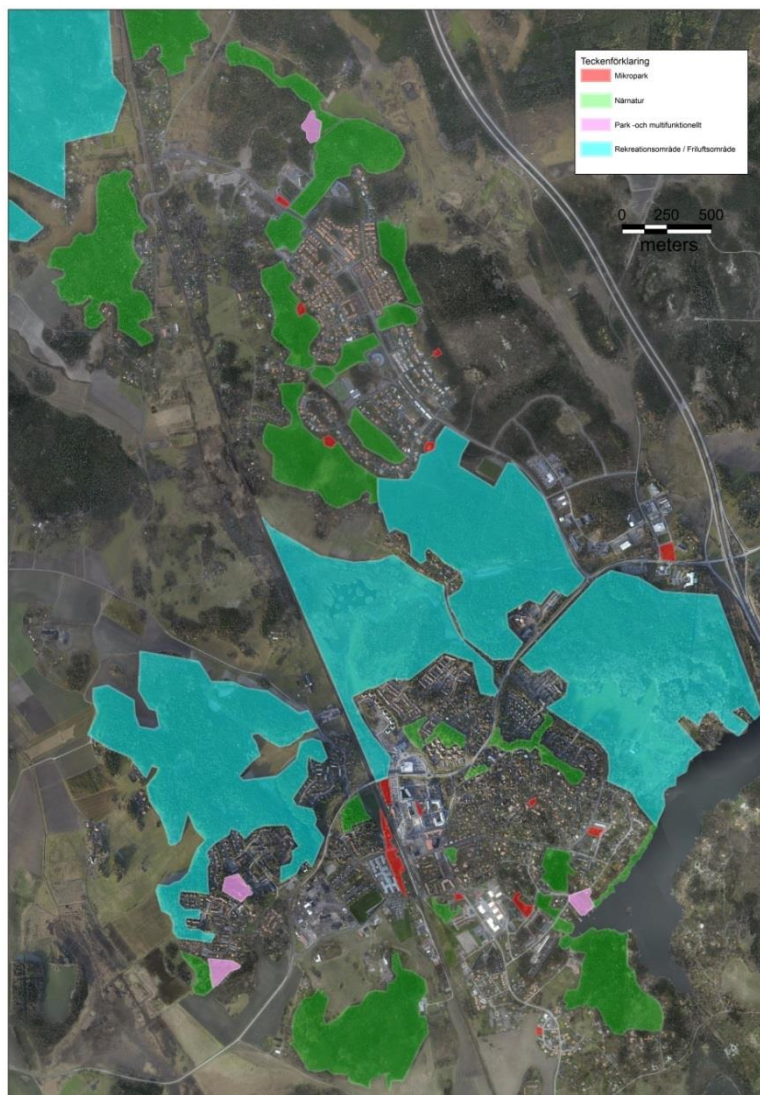 Teckenförklaring
Mikropark
Närnatur
Park -och multifunktionellt
Rekreationsområde / Friluftsområde
0 250 500
meters